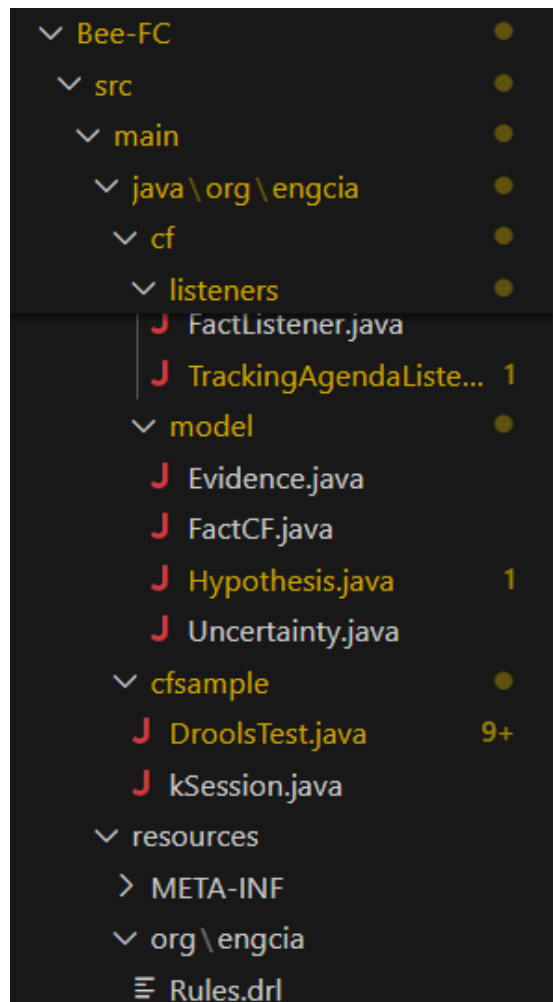 Bee-FC
src
main
java\org\engcia
cf
listeners
FactListener.java
TrackingAgendaListe... 1
model
Evidence.java
FactCF.java
Hypothesis.java 1
Uncertainty.java
cfsample
DroolsTest.java 9+
kSession.java
resources
META-INF
org\engcia
Rules.drl